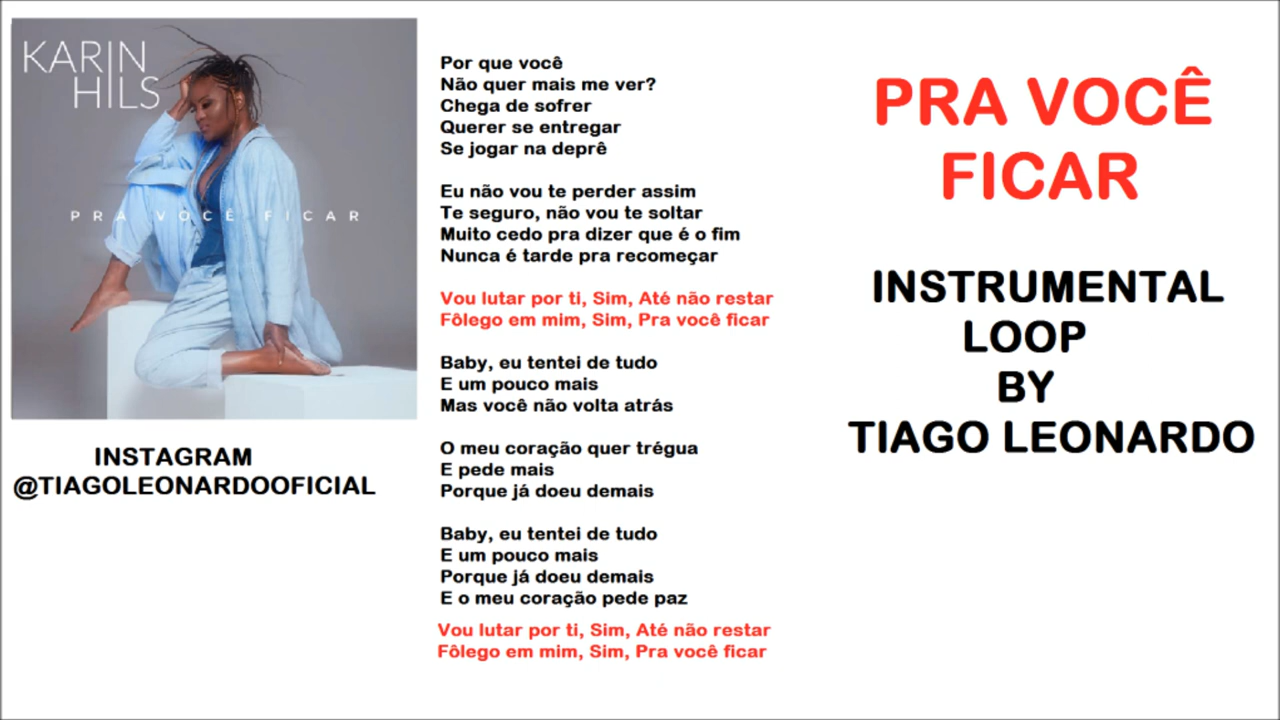 KARIN
HILS
PRA VOCÊ FICAR
INSTAGRAM
@TIAGOLEONARDOOFICIAL
Por que você
Não quer mais me ver?
Chega de sofrer
Querer se entregar
Se jogar na deprê
Eu não vou te perder assim
Te seguro, não vou te soltar
Muito cedo pra dizer que é o fim
Nunca é tarde pra recomeçar
Vou lutar por ti, Sim, Até não restar
Fôlego em mim, Sim, Pra você ficar
Baby, eu tentei de tudo
E um pouco mais
Mas você não volta atrás
O meu coração quer trégua
E pede mais
Porque já doeu demais
Baby, eu tentei de tudo
E um pouco mais
Porque já doeu demais
E o meu coração pede paz
Vou lutar por ti, Sim, Até não restar
Fôlego em mim, Sim, Pra você ficar
PRA VOCÊ
FICAR
INSTRUMENTAL
LOOP
BY
TIAGO LEONARDO